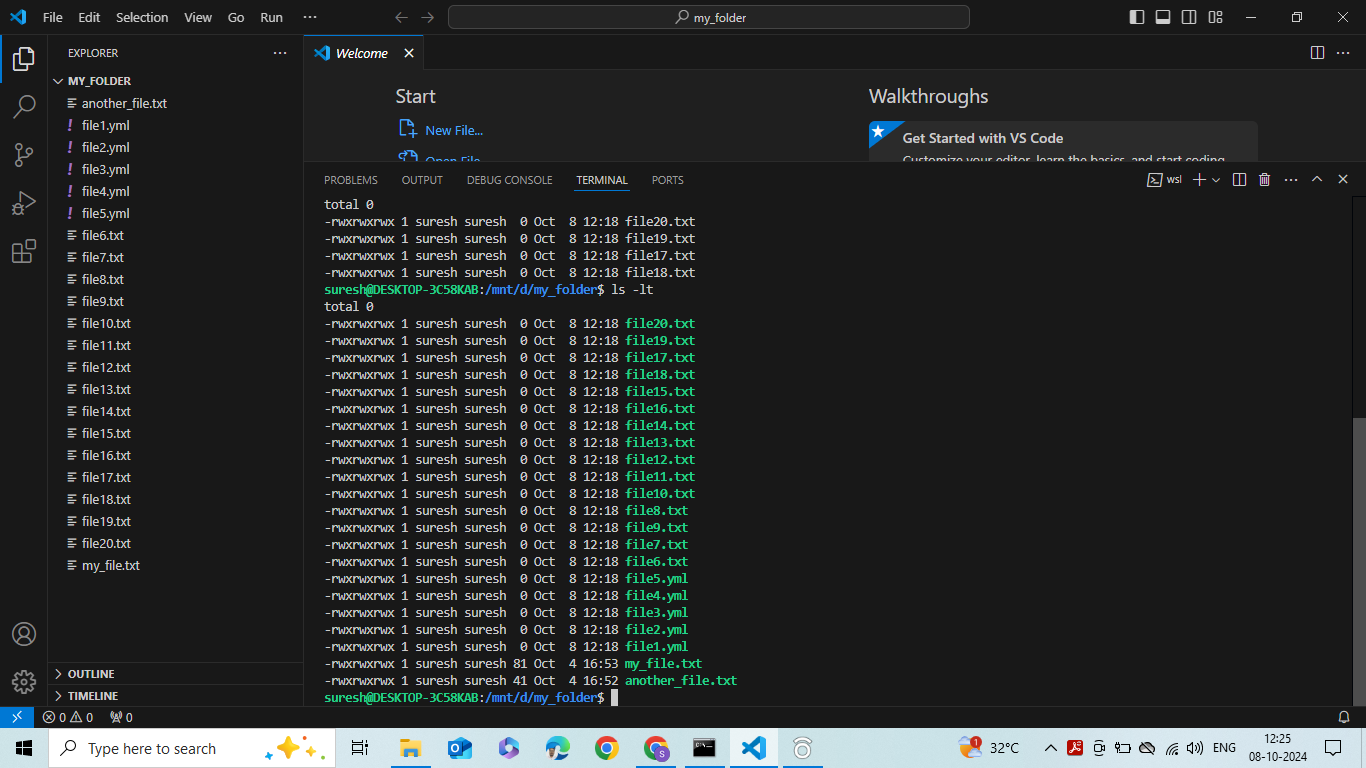 File Edit Selection View Go Run ··· my_folder
EXPLORER ···
MY_FOLDER
another_file.txt
! file1.yml
! file2.yml
! file3.yml
! file4.yml
! file5.yml
file6.txt
file7.txt
file8.txt
file9.txt
file10.txt
file11.txt
file12.txt
file13.txt
file14.txt
file15.txt
file16.txt
file17.txt
file18.txt
file19.txt
file20.txt
my_file.txt
OUTLINE
TIMELINE
Welcome
Start
New File...
Open File...
Walkthroughs
Get Started with VS Code
Customize your editor, learn the basics, and start coding
PROBLEMS OUTPUT DEBUG CONSOLE TERMINAL PORTS wsl
total 0
-rwxrwxrwx 1 suresh suresh  0 Oct  8 12:18 file20.txt
-rwxrwxrwx 1 suresh suresh  0 Oct  8 12:18 file19.txt
-rwxrwxrwx 1 suresh suresh  0 Oct  8 12:18 file17.txt
-rwxrwxrwx 1 suresh suresh  0 Oct  8 12:18 file18.txt
suresh@DESKTOP-3C58KAB:/mnt/d/my_folder$ ls -lt
total 0
-rwxrwxrwx 1 suresh suresh  0 Oct  8 12:18 file20.txt
-rwxrwxrwx 1 suresh suresh  0 Oct  8 12:18 file19.txt
-rwxrwxrwx 1 suresh suresh  0 Oct  8 12:18 file17.txt
-rwxrwxrwx 1 suresh suresh  0 Oct  8 12:18 file18.txt
-rwxrwxrwx 1 suresh suresh  0 Oct  8 12:18 file15.txt
-rwxrwxrwx 1 suresh suresh  0 Oct  8 12:18 file16.txt
-rwxrwxrwx 1 suresh suresh  0 Oct  8 12:18 file14.txt
-rwxrwxrwx 1 suresh suresh  0 Oct  8 12:18 file13.txt
-rwxrwxrwx 1 suresh suresh  0 Oct  8 12:18 file12.txt
-rwxrwxrwx 1 suresh suresh  0 Oct  8 12:18 file11.txt
-rwxrwxrwx 1 suresh suresh  0 Oct  8 12:18 file10.txt
-rwxrwxrwx 1 suresh suresh  0 Oct  8 12:18 file8.txt
-rwxrwxrwx 1 suresh suresh  0 Oct  8 12:18 file9.txt
-rwxrwxrwx 1 suresh suresh  0 Oct  8 12:18 file7.txt
-rwxrwxrwx 1 suresh suresh  0 Oct  8 12:18 file6.txt
-rwxrwxrwx 1 suresh suresh  0 Oct  8 12:18 file5.yml
-rwxrwxrwx 1 suresh suresh  0 Oct  8 12:18 file4.yml
-rwxrwxrwx 1 suresh suresh  0 Oct  8 12:18 file3.yml
-rwxrwxrwx 1 suresh suresh  0 Oct  8 12:18 file2.yml
-rwxrwxrwx 1 suresh suresh  0 Oct  8 12:18 file1.yml
-rwxrwxrwx 1 suresh suresh 81 Oct  4 16:53 my_file.txt
-rwxrwxrwx 1 suresh suresh 41 Oct  4 16:52 another_file.txt
suresh@DESKTOP-3C58KAB:/mnt/d/my_folder$
0 0 0
Type here to search
S
1
32°C
ENG
12:25
08-10-2024